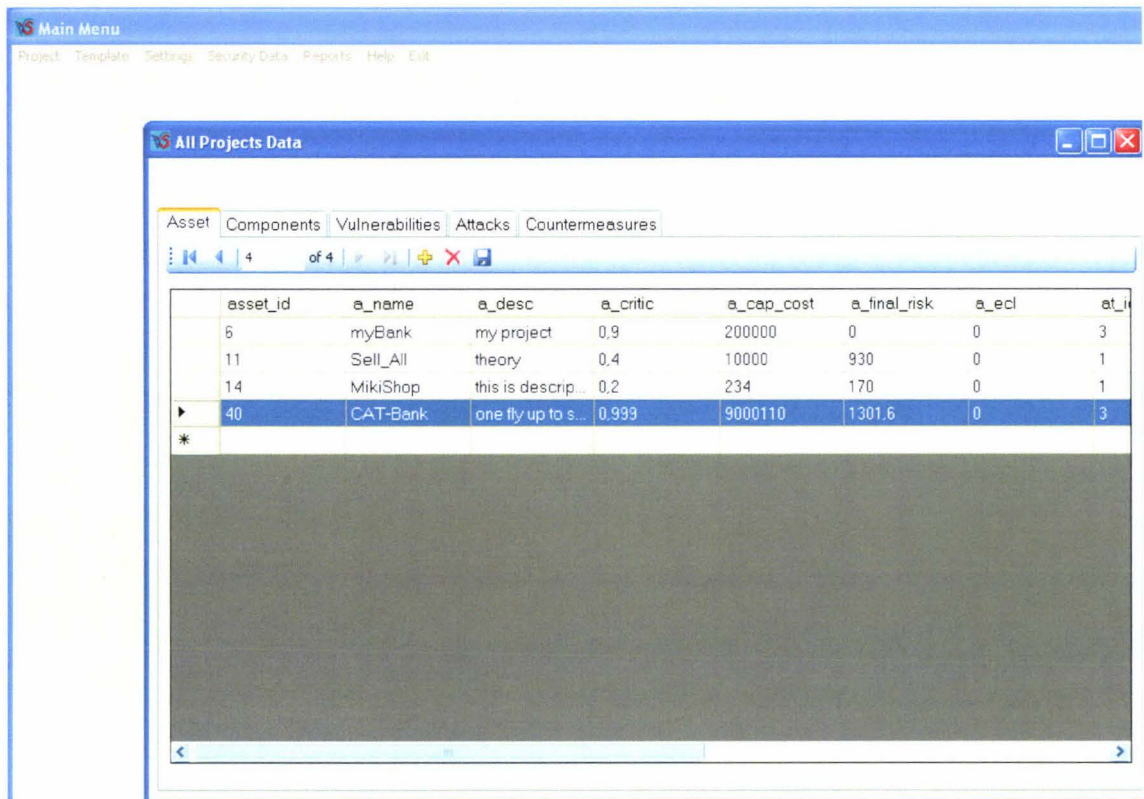 VS Main Menu
Project Template Settings Security Data Reports Help Exit
VS All Projects Data
Asset Components Vulnerabilities Attacks Countermeasures
4 of 4
asset_id a_name a_desc a_critic a_cap_cost a_final_risk a_ecl at_i
6 myBank my project 0,9 200000 0 0 3
11 Sell_All theory 0,4 10000 930 0 1
14 MikiShop this is descrip... 0,2 234 170 0 1
40 CAT-Bank one fly up to s... 0,999 9000110 1301,6 0 3